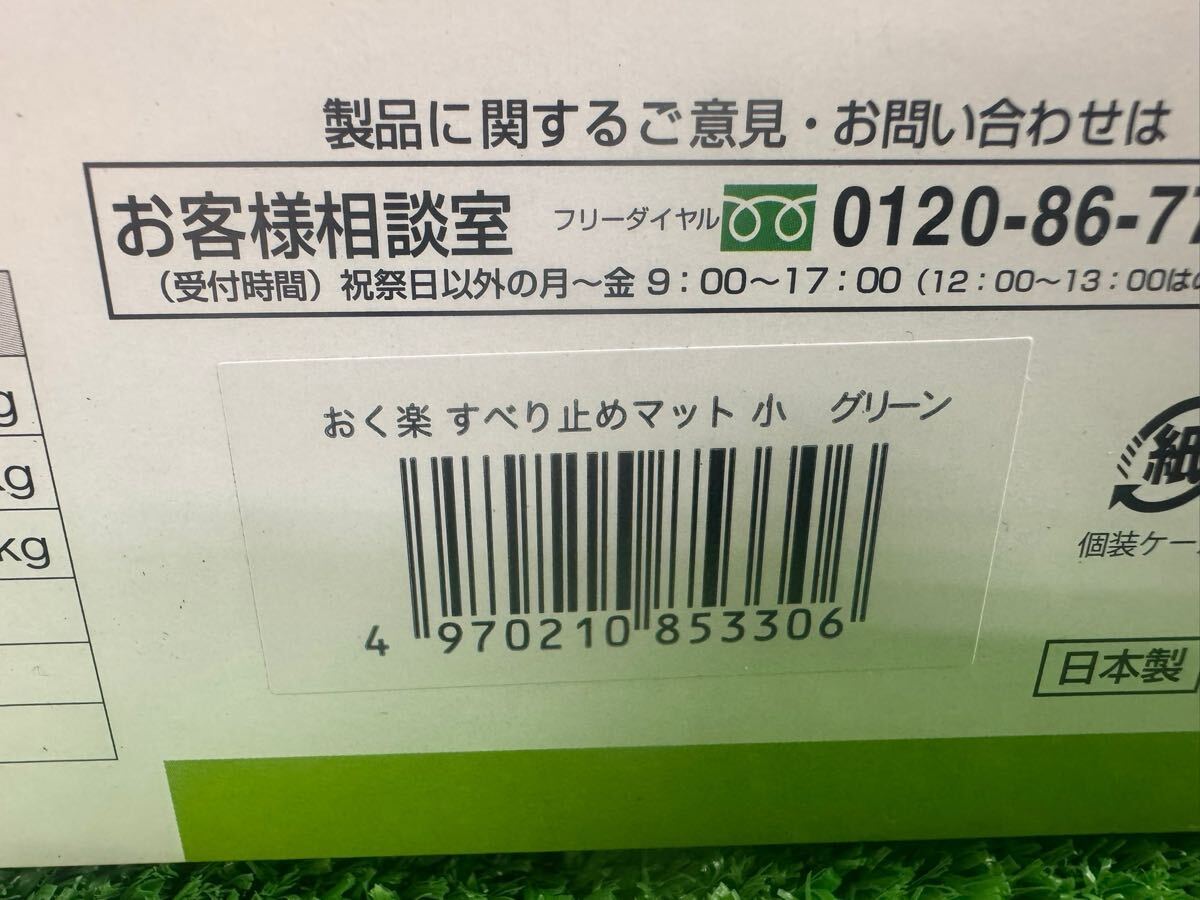 製品に関するご意見・お問い合わせは
お客様相談室 フリーダイヤル 0120-86-77
(受付時間)祝祭日以外の月～金 9：00～17：00 (12：00～13：00は
g
kg
kg
おく楽 すべり止めマット 小 グリーン
4 970210 853306
紙
個装ケー
日本製